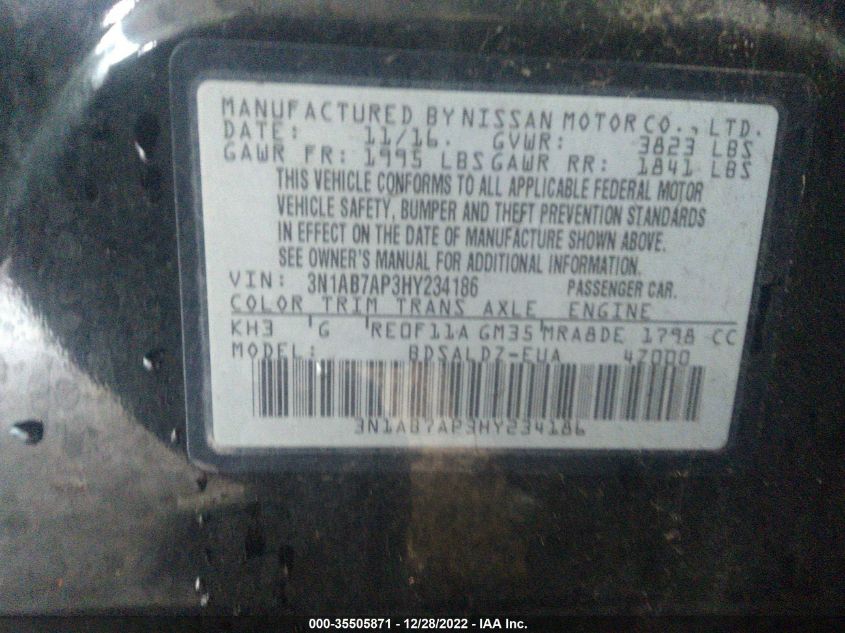 MANUFACTURED BY NISSAN MOTOR CO., LTD.
DATE: 11/16. GVWR: 3823 LBS
GAWR FR: 1995 LBS GAWR RR: 1841 LBS
THIS VEHICLE CONFORMS TO ALL APPLICABLE FEDERAL MOTOR
VEHICLE SAFETY, BUMPER AND THEFT PREVENTION STANDARDS
IN EFFECT ON THE DATE OF MANUFACTURE SHOWN ABOVE.
SEE OWNER'S MANUAL FOR ADDITIONAL INFORMATION.
VIN: 3N1AB7AP3HY234186 PASSENGER CAR.
COLOR TRIM TRANS AXLE ENGINE
KH3 G RE0F11A GM35 MRA8DE 1798 CC
MODEL: BDSALDZ-EUA 4Z000
3N1AB7AP3HY234186
000-35505871 - 12/28/2022 - IAA Inc.